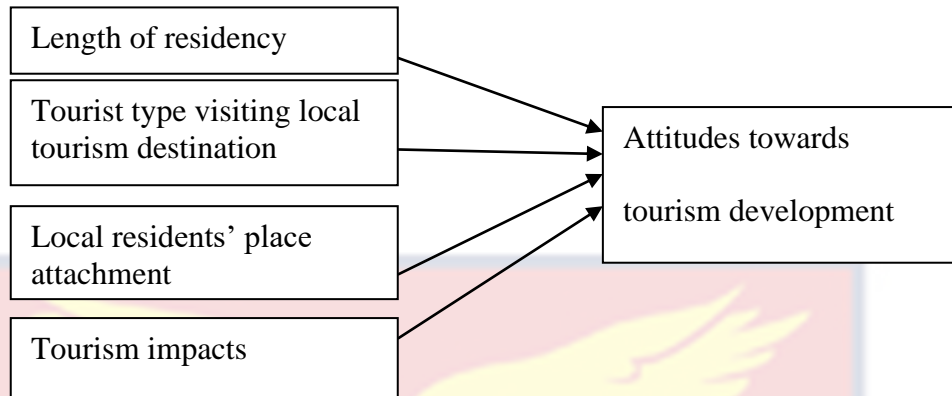 Length of residency
Tourist type visiting local
tourism destination
Local residents’ place
attachment
Tourism impacts
Attitudes towards
tourism development